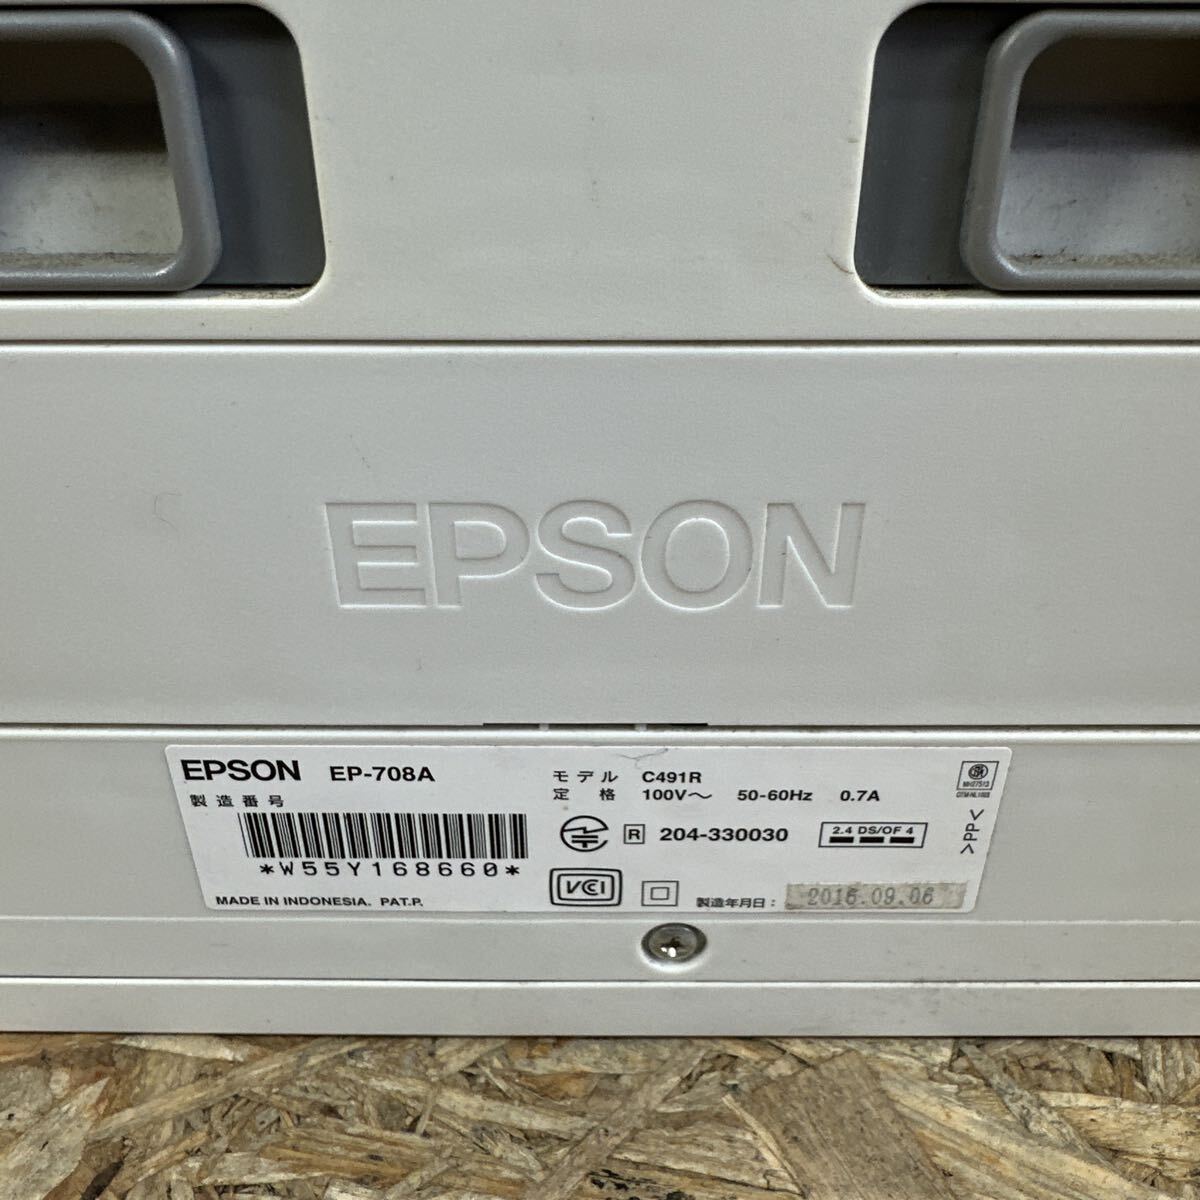 EPSON
EPSON EP-708A
製造番号
*W55Y168660*
MADE IN INDONESIA. PAT.P.
モデル C491R
定格 100V～ 50-60Hz 0.7A
R 204-330030
2.4 DS/OF 4
VCI
製造年月日： 2016.09.06
>PP<